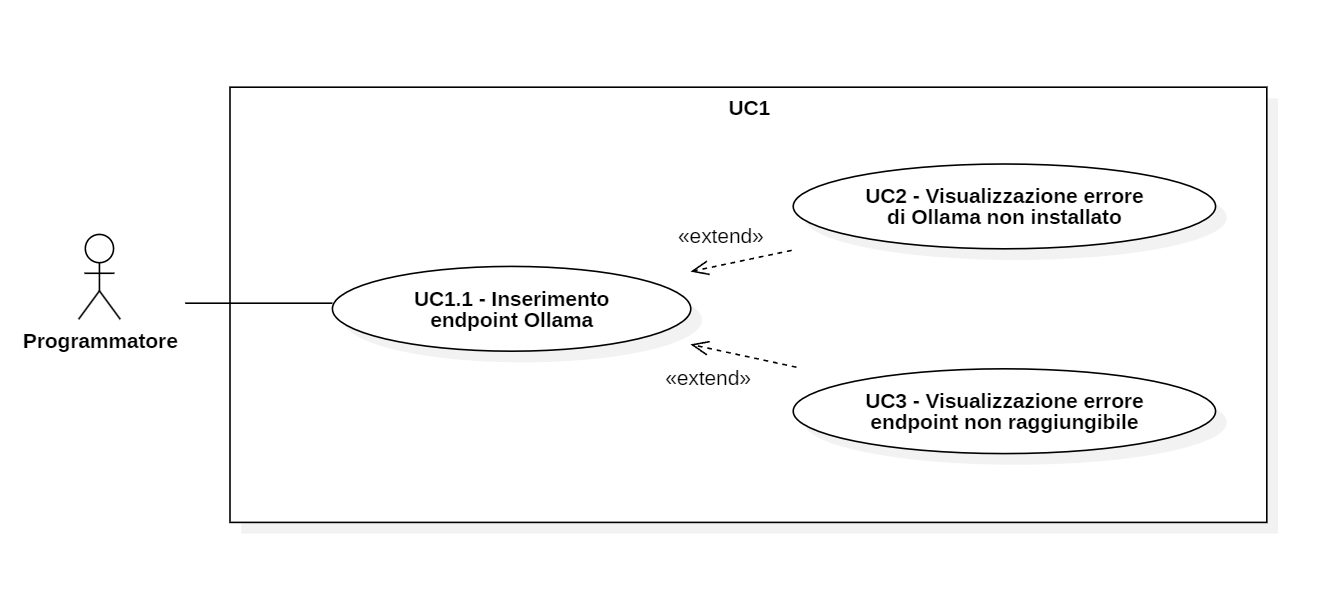 UC1
UC2 - Visualizzazione errore
di Ollama non installato
«extend»
UC1.1 - Inserimento
endpoint Ollama
Programmatore
«extend»
UC3 - Visualizzazione errore
endpoint non raggiungibile